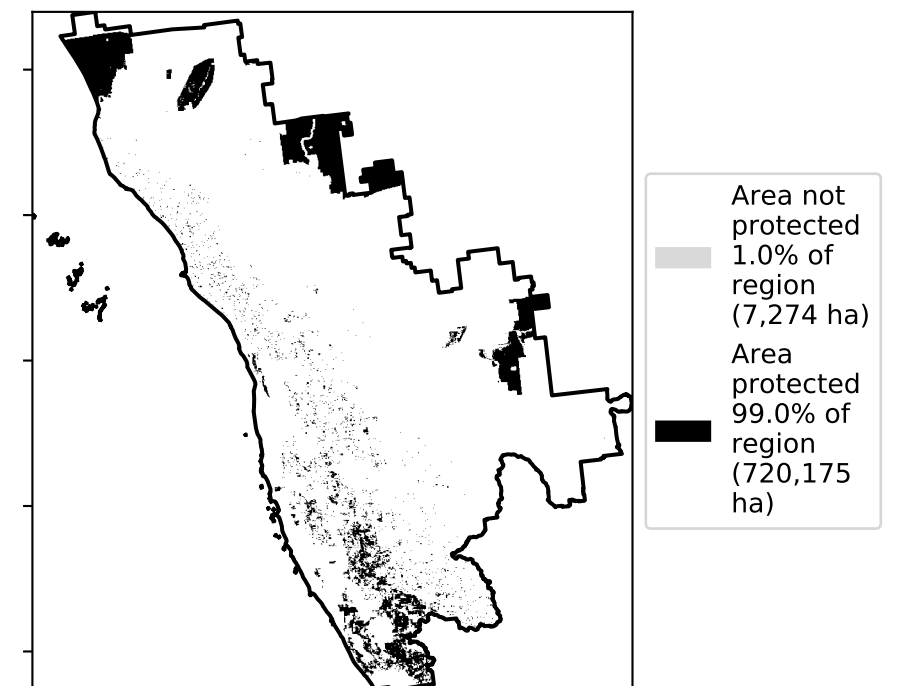 Area not
protected
1.0% of
region
(7,274 ha)
Area
protected
99.0% of
region
(720,175
ha)